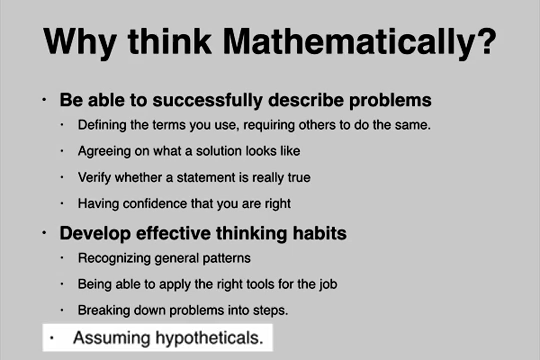 Why think Mathematically?
• Be able to successfully describe problems
• Defining the terms you use, requiring others to do the same.
• Agreeing on what a solution looks like
• Verify whether a statement is really true
• Having confidence that you are right
• Develop effective thinking habits
• Recognizing general patterns
• Being able to apply the right tools for the job
• Breaking down problems into steps.
• Assuming hypotheticals.